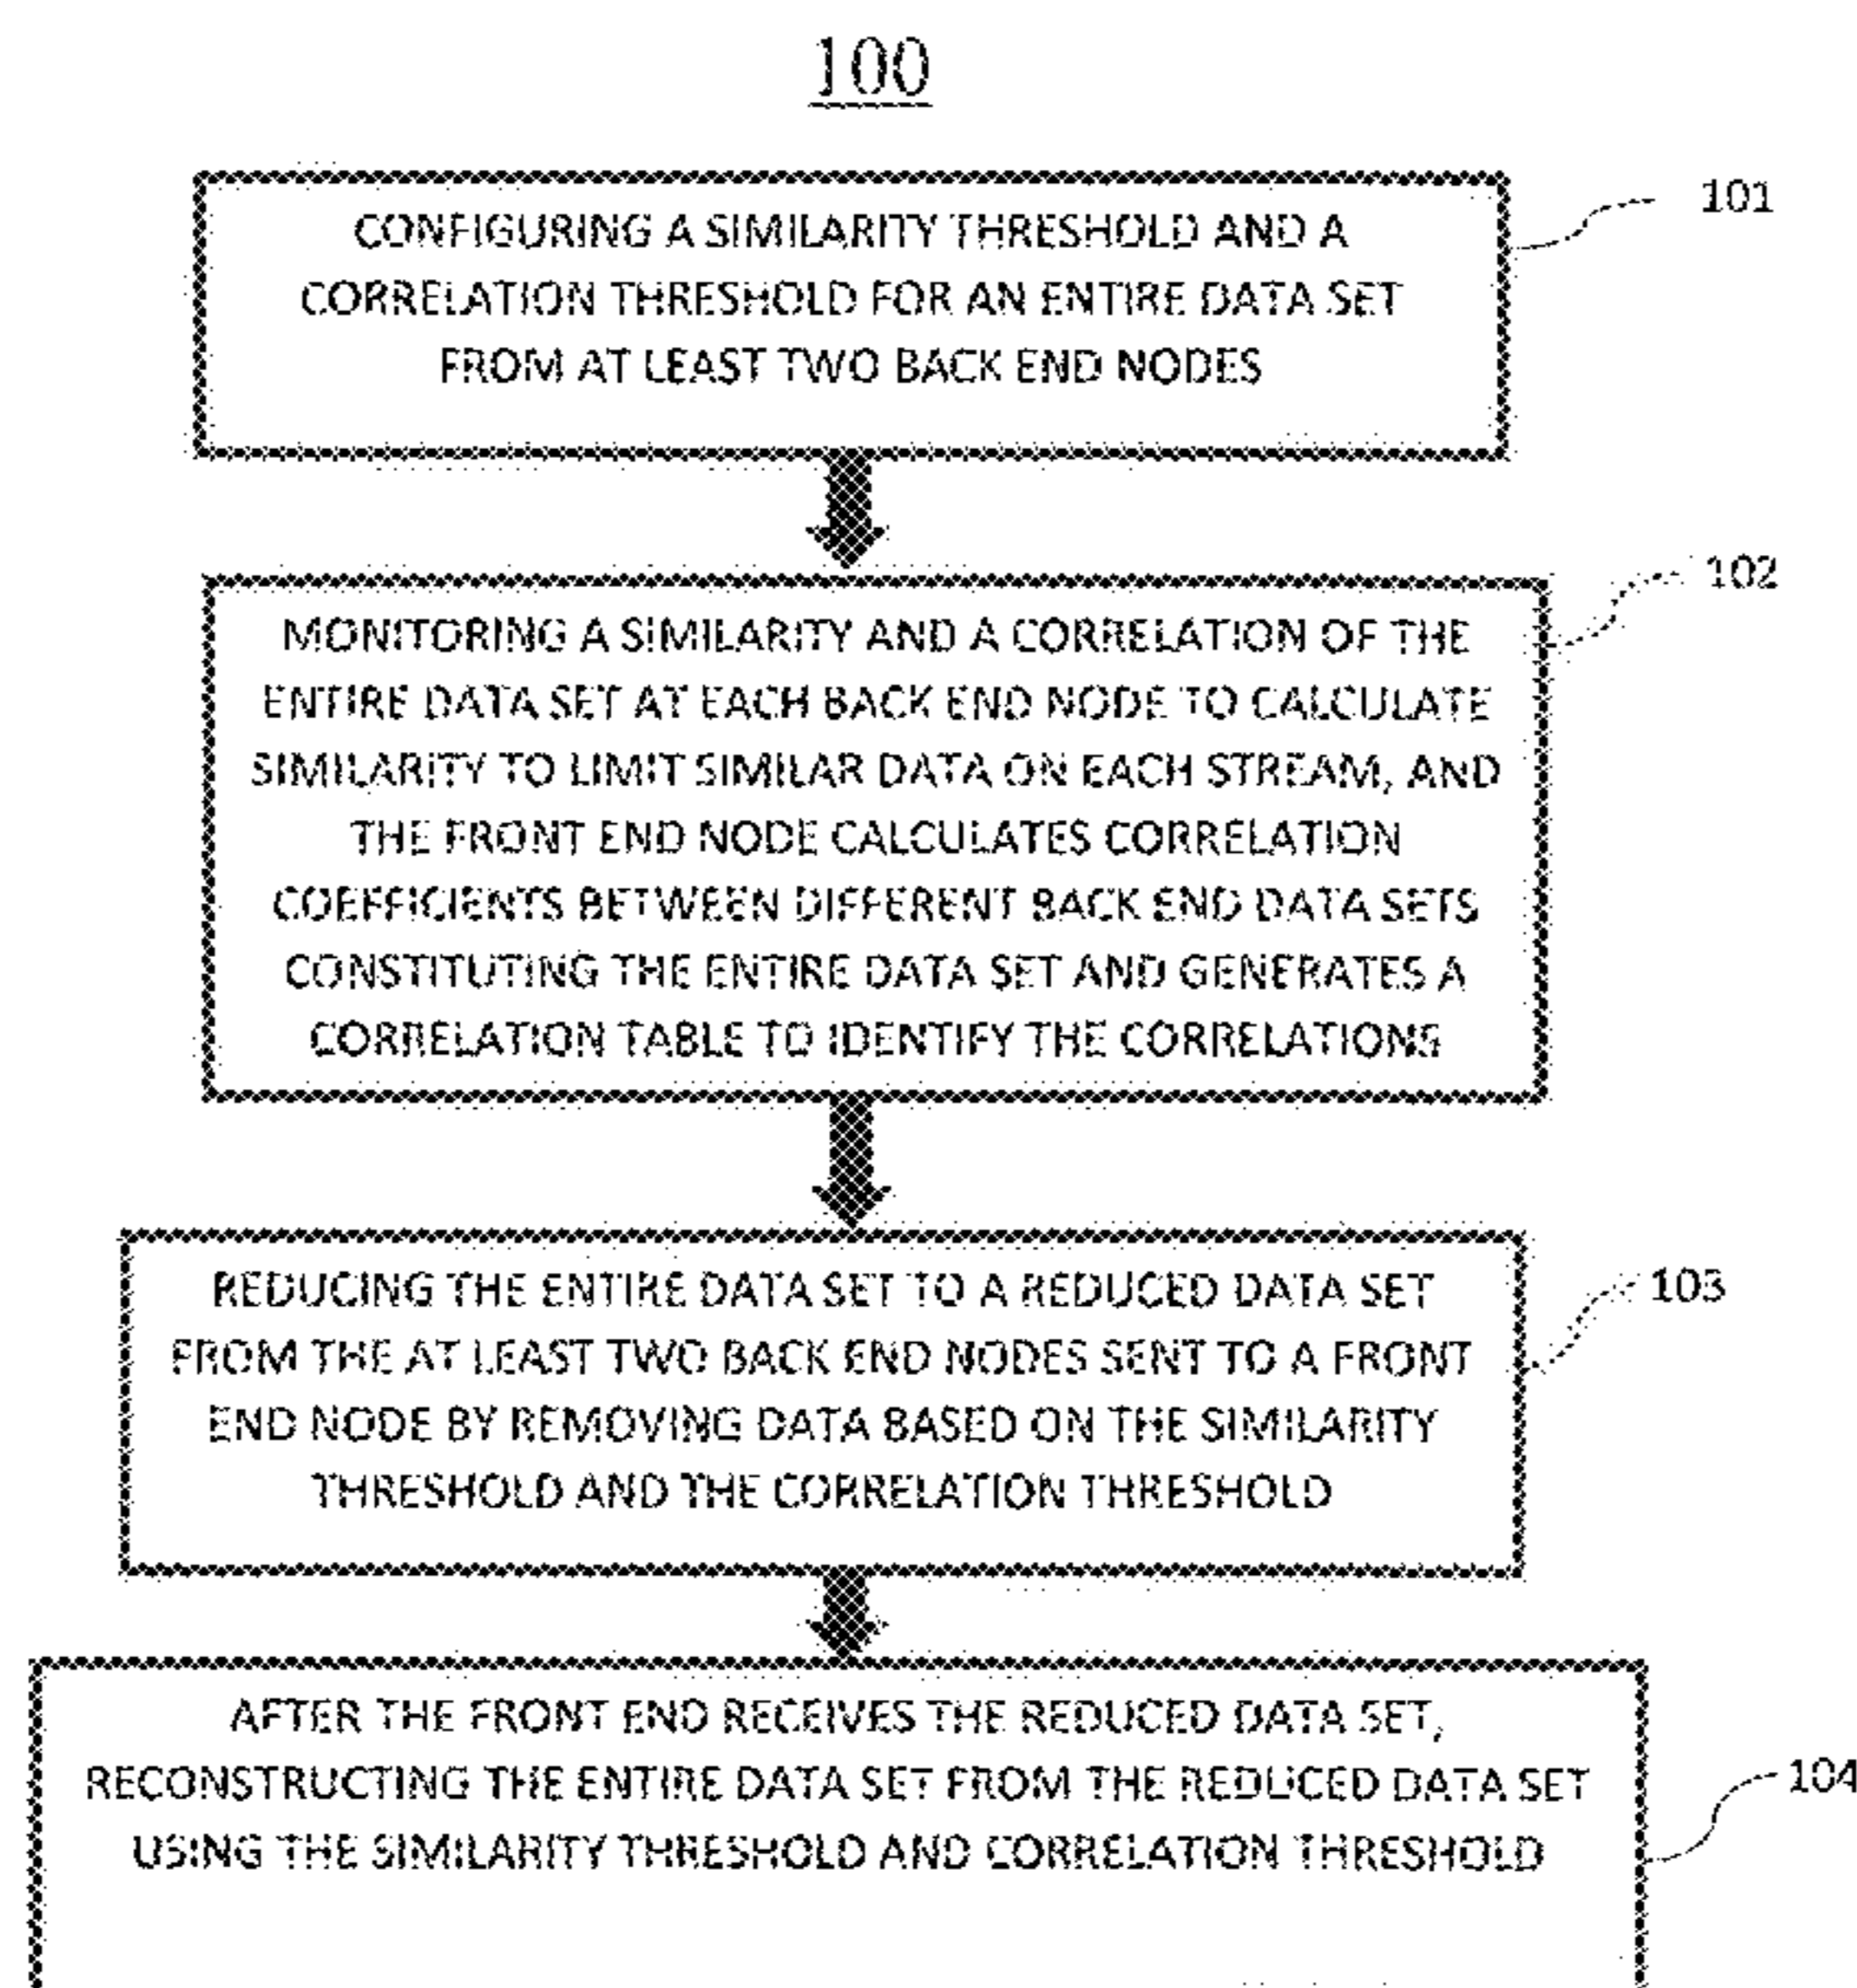 100
101
CONFIGURING A SIMILARITY THRESHOLD AND A
CORRELATION THRESHOLD FOR AN ENTIRE DATA SET
FROM AT LEAST TWO BACK END NODES
102
MONITORING A SIMILARITY AND A CORRELATION OF THE
ENTIRE DATA SET AT EACH BACK END NODE TO CALCULATE
SIMILARITY TO LIMIT SIMILAR DATA ON EACH STREAM, AND
THE FRONT END NODE CALCULATES CORRELATION
COEFFICIENTS BETWEEN DIFFERENT BACK END DATA SETS
CONSTITUTING THE ENTIRE DATA SET AND GENERATES A
CORRELATION TABLE TO IDENTIFY THE CORRELATIONS
103
REDUCING THE ENTIRE DATA SET TO A REDUCED DATA SET
FROM THE AT LEAST TWO BACK END NODES SENT TO A FRONT
END NODE BY REMOVING DATA BASED ON THE SIMILARITY
THRESHOLD AND THE CORRELATION THRESHOLD
104
AFTER THE FRONT END RECEIVES THE REDUCED DATA SET,
RECONSTRUCTING THE ENTIRE DATA SET FROM THE REDUCED DATA SET
USING THE SIMILARITY THRESHOLD AND CORRELATION THRESHOLD